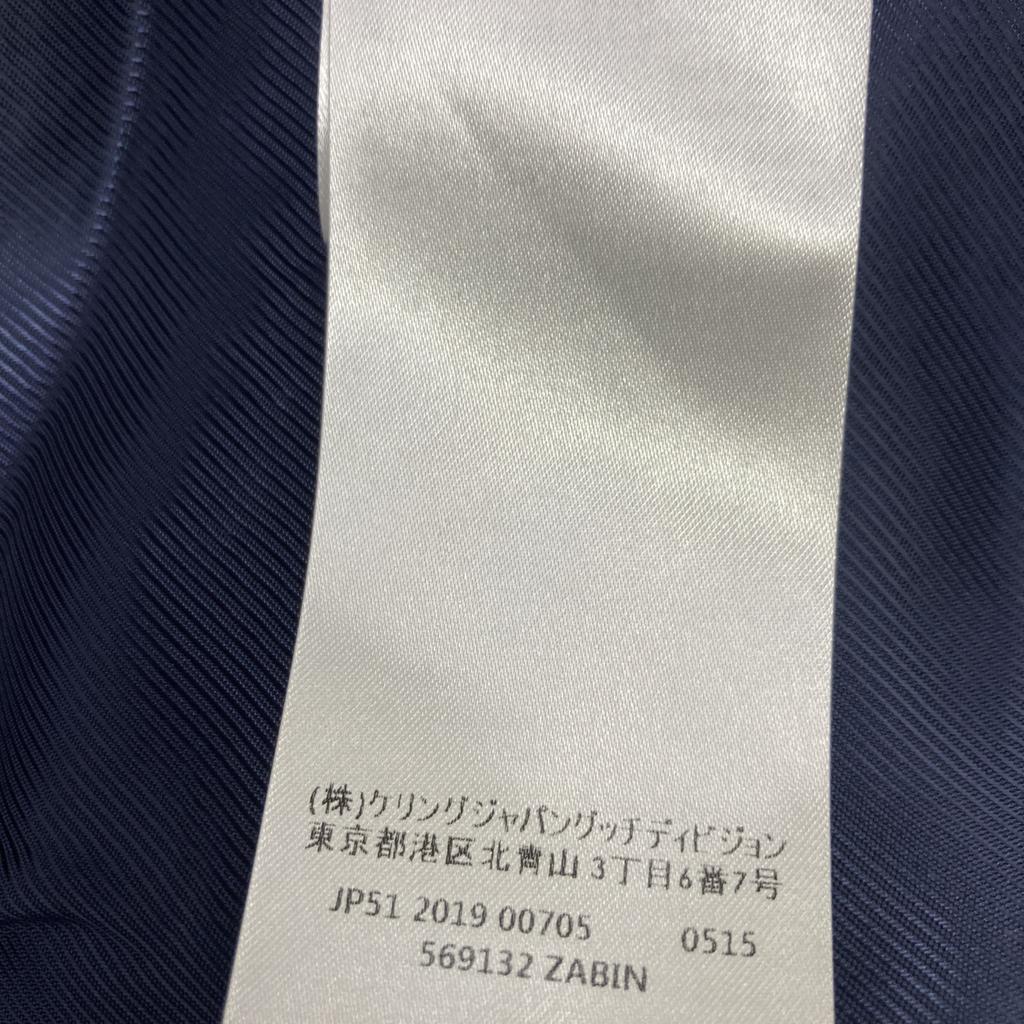 (株)ケリングジャパングッチディビジョン
東京都港区北青山3丁目6番7号
JP51 2019 00705 0515
569132 ZABIN